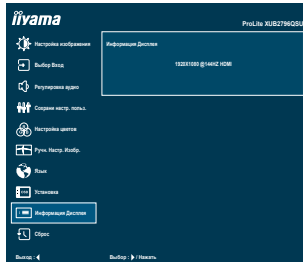 iiyama
ProLite XUB2796QSU
Настройка изображения
Информация Дисплея
Выбор Вход
1920X1080 @144HZ HDMI
Регулировка аудио
Сохрани настр. польз.
Настройка цветов
Ручн. Настр. Изобр.
Язык
OSD
Установка
Информация Дисплея
Сброс
Выход :
Выбор : / Нажать